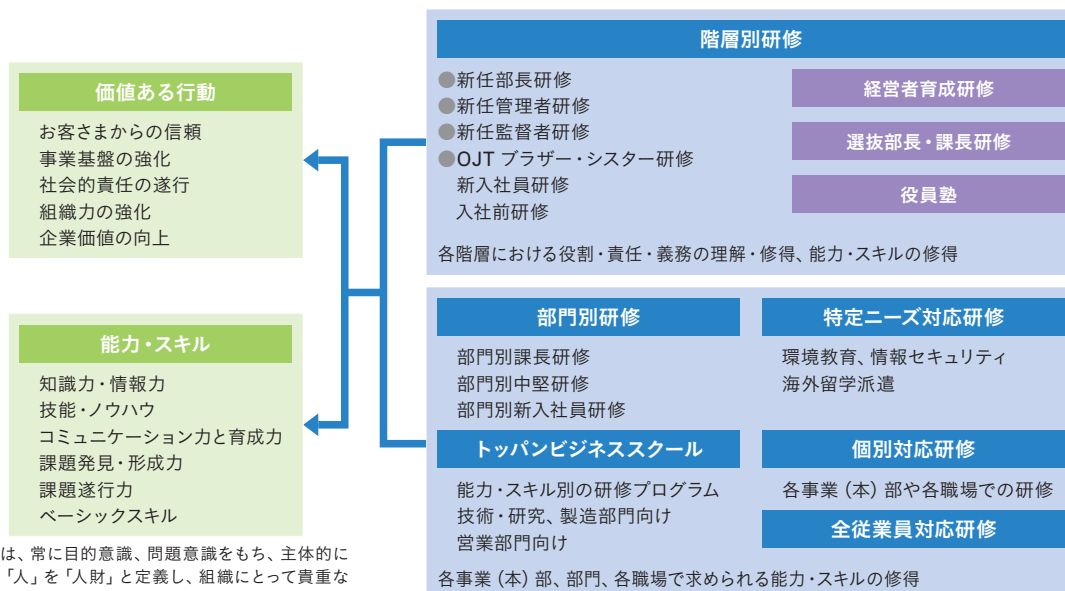 価値ある行動
お客さまからの信頼
事業基盤の強化
社会的責任の遂行
組織力の強化
企業価値の向上
能力・スキル
知識力・情報力
技能・ノウハウ
コミュニケーション力と育成力
課題発見・形成力
課題遂行力
ベーシックスキル
は、常に目的意識、問題意識をもち、主体的に
「人」を「人財」と定義し、組織にとって貴重な
階層別研修
●新任部長研修
●新任管理者研修
●新任監督者研修
●OJT ブラザー・シスター研修
新入社員研修
入社前研修
経営者育成研修
選抜部長・課長研修
役員塾
各階層における役割・責任・義務の理解・修得、能力・スキルの修得
部門別研修
部門別課長研修
部門別中堅研修
部門別新入社員研修
特定ニーズ対応研修
環境教育、情報セキュリティ
海外留学派遣
トッパンビジネススクール
能力・スキル別の研修プログラム
技術・研究、製造部門向け
営業部門向け
個別対応研修
各事業（本）部や各職場での研修
全従業員対応研修
各事業（本）部、部門、各職場で求められる能力・スキルの修得